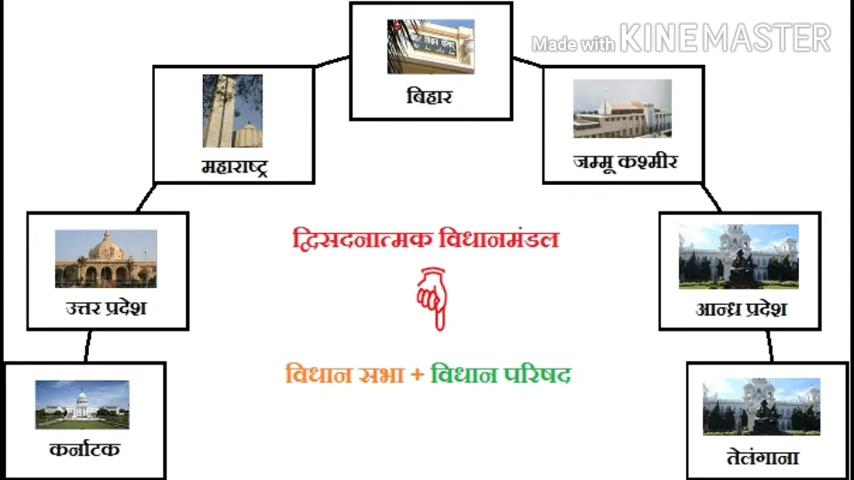 Made with KINEMASTER
बिहार
महाराष्ट्र
जम्मू कश्मीर
द्विसदनात्मक विधानमंडल
उत्तर प्रदेश
आन्ध्र प्रदेश
विधान सभा + विधान परिषद
कर्नाटक
तेलंगाना